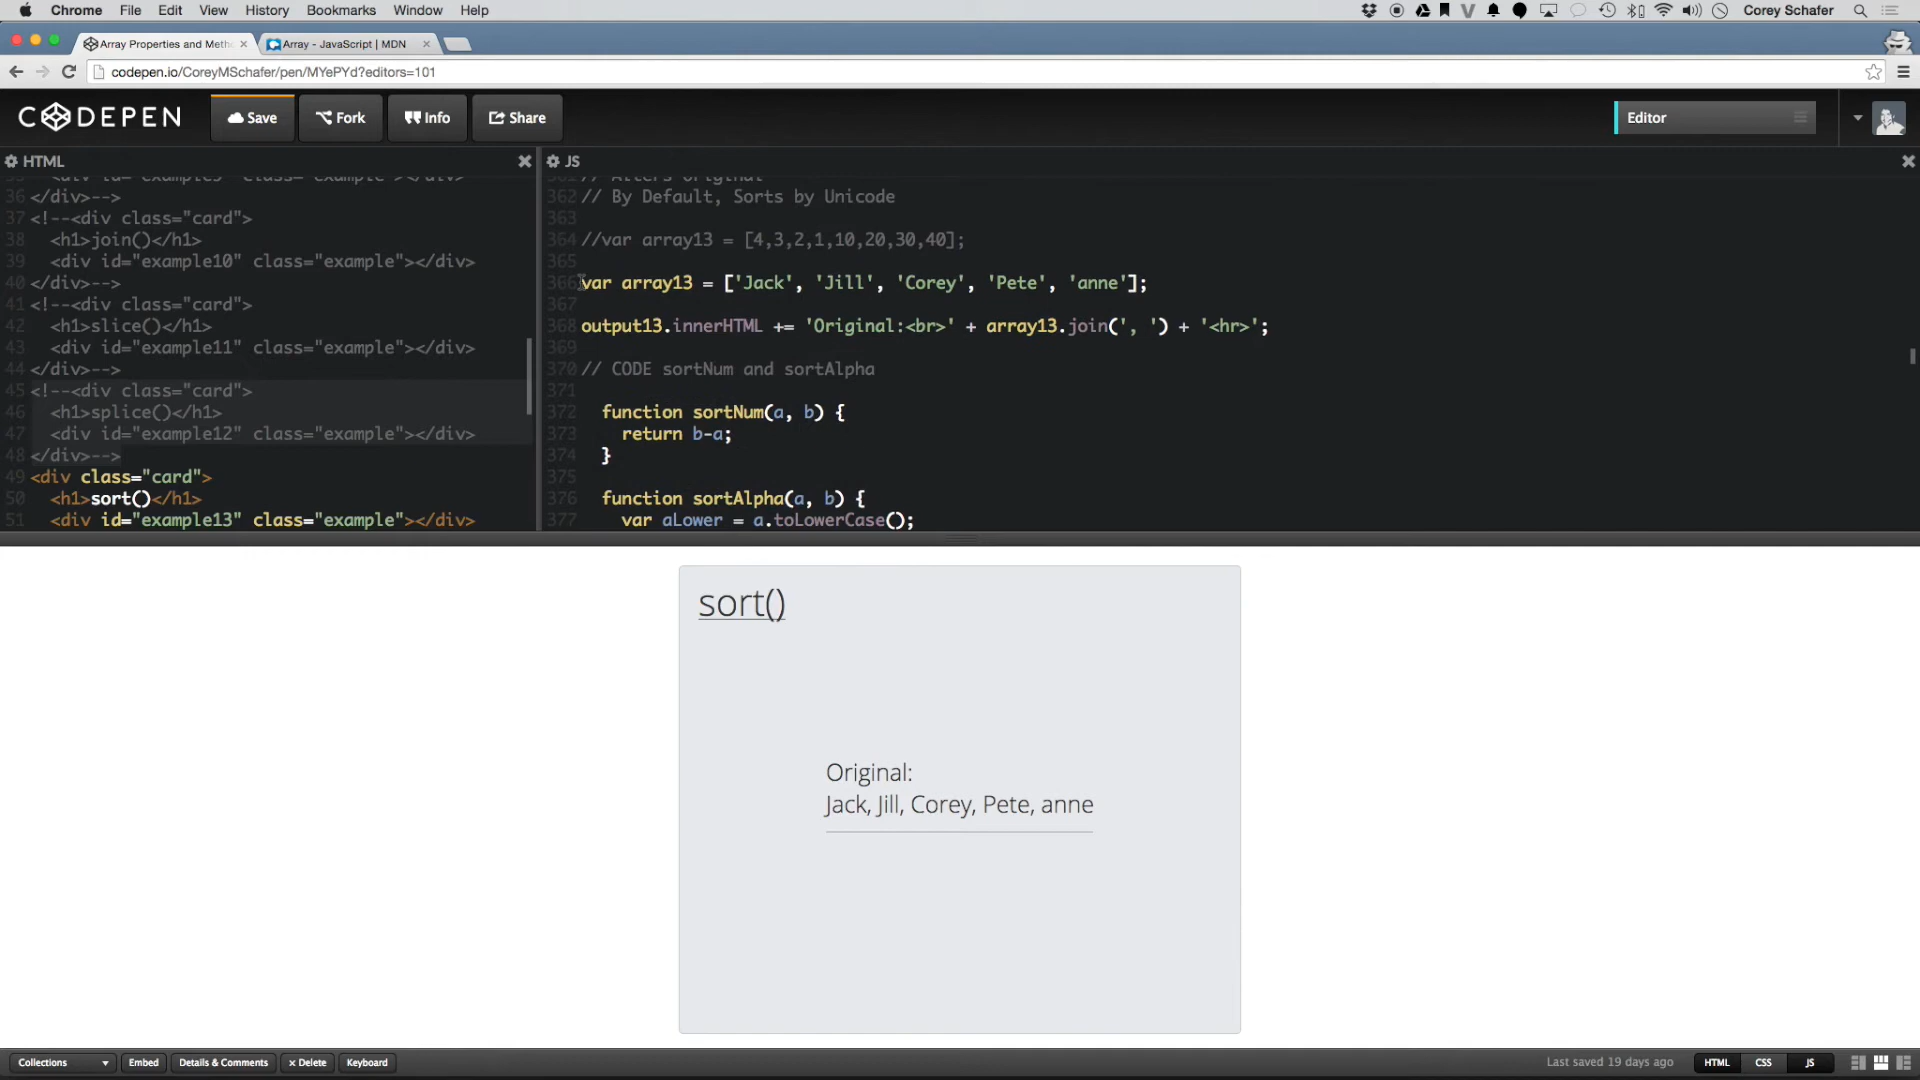 Chrome File Edit View History Bookmarks Window Help Corey Schafer
Array Properties and Meth Array - JavaScript | MDN
codepen.io/CoreyMSchafer/pen/MYePYd?editors=101
CODEPEN Save Fork Info Share Editor
HTML
36 </div>-->
37 <!--<div class="card">
38 <h1>join()</h1>
39 <div id="example10" class="example"></div>
40 </div>-->
41 <!--<div class="card">
42 <h1>slice()</h1>
43 <div id="example11" class="example"></div>
44 </div>-->
45 <!--<div class="card">
46 <h1>splice()</h1>
47 <div id="example12" class="example"></div>
48 </div>-->
49 <div class="card">
50 <h1>sort()</h1>
51 <div id="example13" class="example"></div>
JS
// Alters Original
362 // By Default, Sorts by Unicode
363
364 //var array13 = [4,3,2,1,10,20,30,40];
365
366 var array13 = ['Jack', 'Jill', 'Corey', 'Pete', 'anne'];
367
368 output13.innerHTML += 'Original:<br>' + array13.join(', ') + '<hr>';
369
370 // CODE sortNum and sortAlpha
371
372 function sortNum(a, b) {
373 return b-a;
374 }
375
376 function sortAlpha(a, b) {
377 var aLower = a.toLowerCase();
sort()
Original:
Jack, Jill, Corey, Pete, anne
Collections Embed Details & Comments × Delete Keyboard Last saved 19 days ago HTML CSS JS